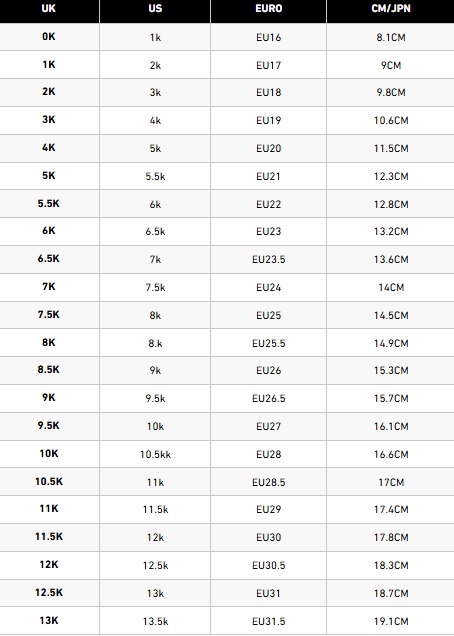 UK US EURO CM/JPN
0K 1k EU16 8.1CM
1K 2k EU17 9CM
2K 3k EU18 9.8CM
3K 4k EU19 10.6CM
4K 5k EU20 11.5CM
5K 5.5k EU21 12.3CM
5.5K 6k EU22 12.8CM
6K 6.5k EU23 13.2CM
6.5K 7k EU23.5 13.6CM
7K 7.5k EU24 14CM
7.5K 8k EU25 14.5CM
8K 8.k EU25.5 14.9CM
8.5K 9k EU26 15.3CM
9K 9.5k EU26.5 15.7CM
9.5K 10k EU27 16.1CM
10K 10.5kk EU28 16.6CM
10.5K 11k EU28.5 17CM
11K 11.5k EU29 17.4CM
11.5K 12k EU30 17.8CM
12K 12.5k EU30.5 18.3CM
12.5K 13k EU31 18.7CM
13K 13.5k EU31.5 19.1CM